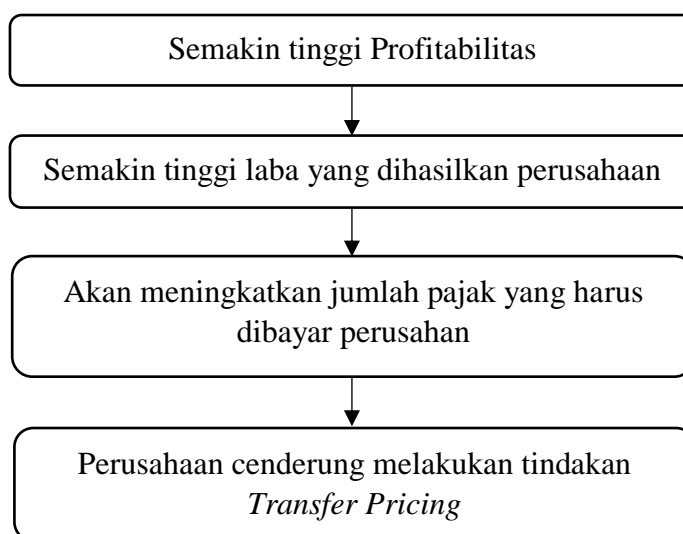 Semakin tinggi Profitabilitas
Semakin tinggi laba yang dihasilkan perusahaan
Akan meningkatkan jumlah pajak yang harus
dibayar perusahan
Perusahaan cenderung melakukan tindakan
Transfer Pricing